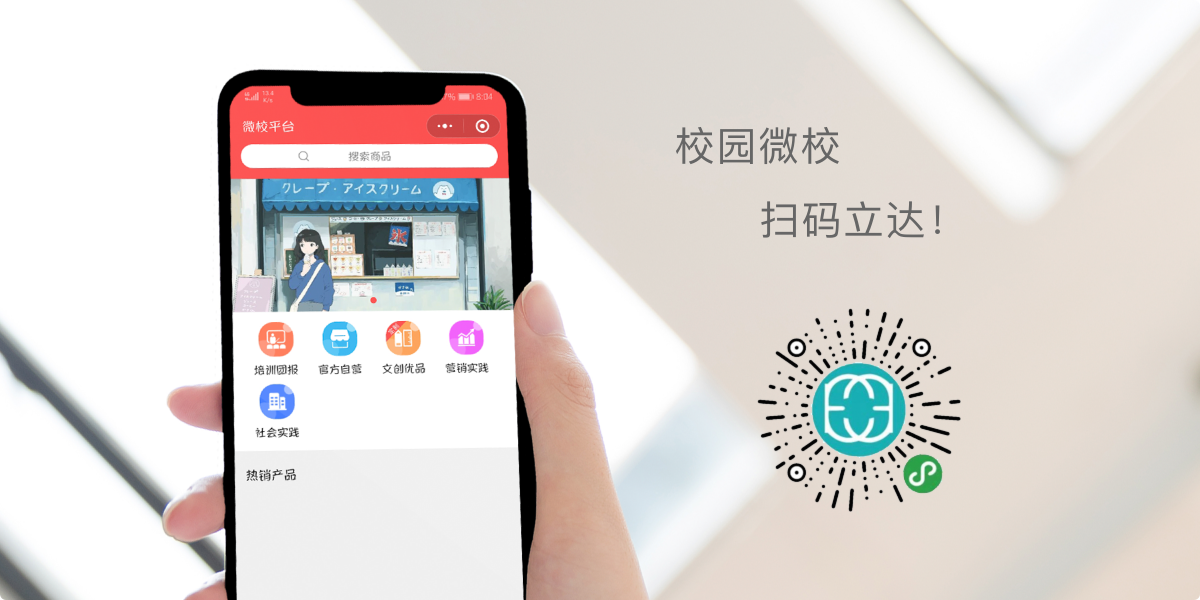 8:04
微校平台
搜索商品
クレープ・アイスクリーム
氷
培训团报
官方自营
文创优品
营销实践
社会实践
热销产品
校园微校
扫码立达!